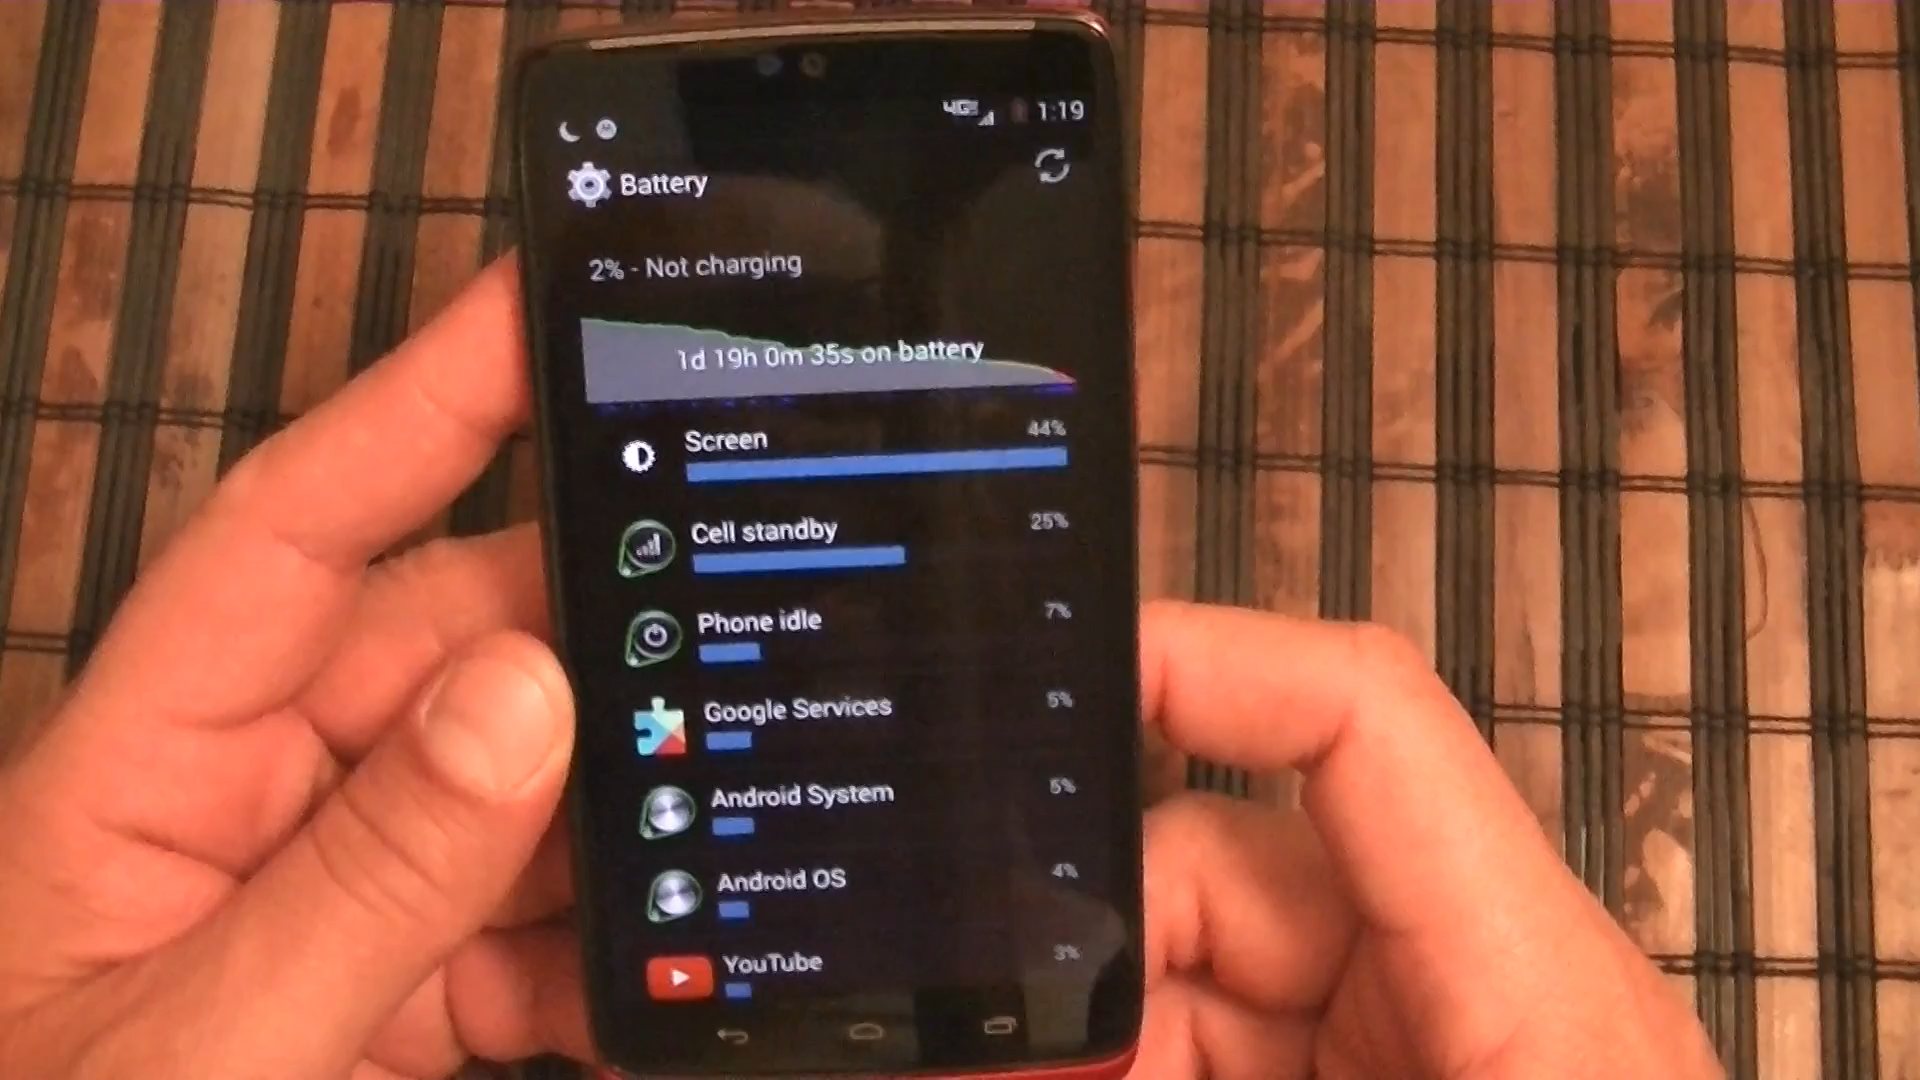 4G 1:19
Battery
2% - Not charging
1d 19h 0m 35s on battery
Screen 44%
Cell standby 25%
Phone idle 7%
Google Services 5%
Android System 5%
Android OS 4%
YouTube 3%